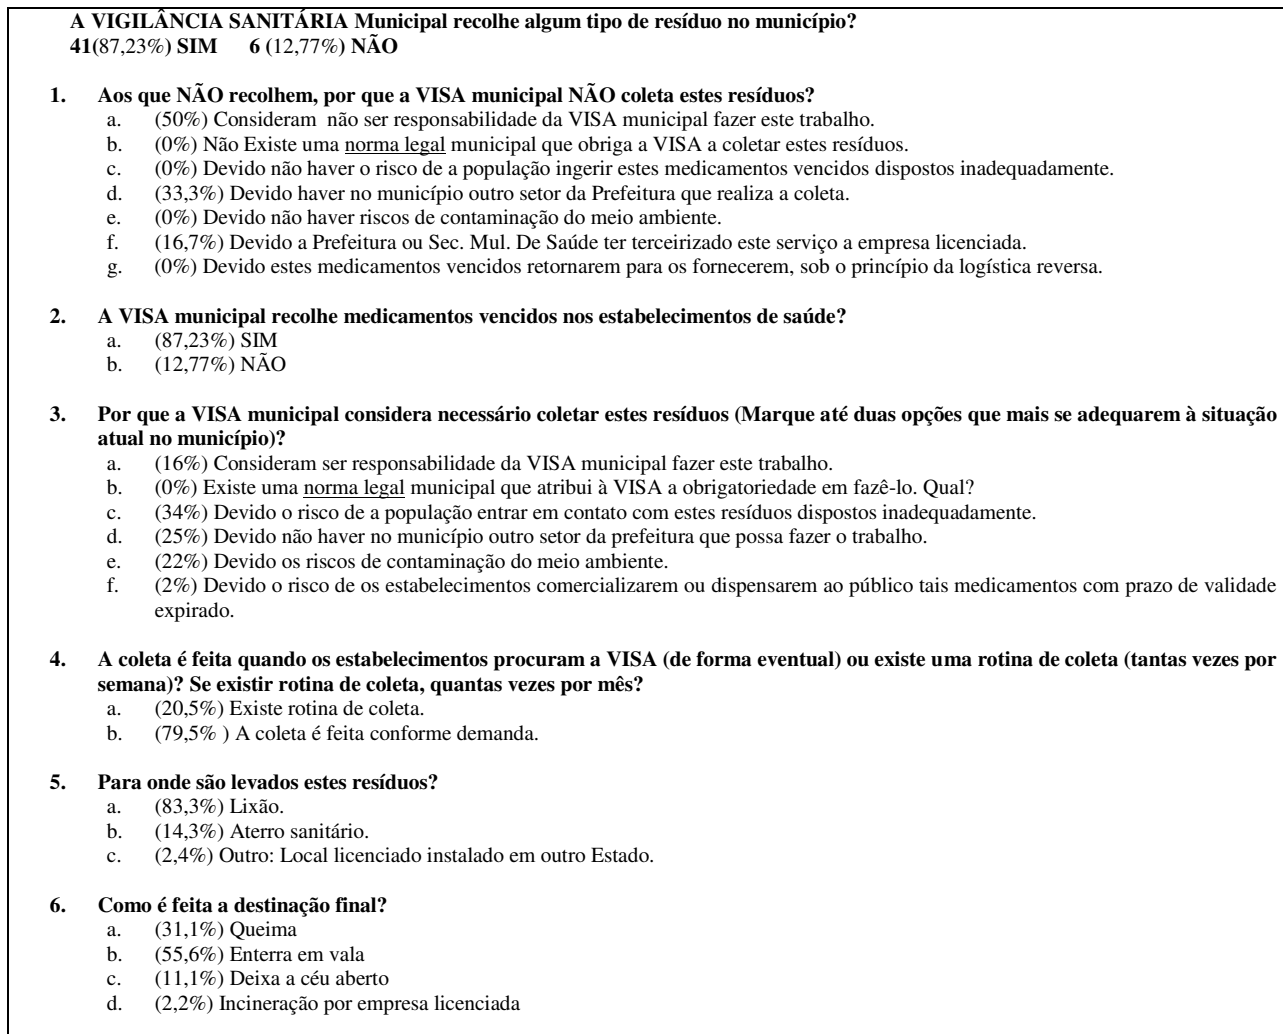 A VIGILÂNCIA SANITÁRIA Municipal recolhe algum tipo de resíduo no município?
41(87,23%) SIM 6 (12,77%) NÃO
1. Aos que NÃO recolhem, por que a VISA municipal NÃO coleta estes resíduos?
a. (50%) Consideram não ser responsabilidade da VISA municipal fazer este trabalho.
b. (0%) Não Existe uma norma legal municipal que obriga a VISA a coletar estes resíduos.
c. (0%) Devido não haver o risco de a população ingerir estes medicamentos vencidos dispostos inadequadamente.
d. (33,3%) Devido haver no município outro setor da Prefeitura que realiza a coleta.
e. (0%) Devido não haver riscos de contaminação do meio ambiente.
f. (16,7%) Devido a Prefeitura ou Sec. Mul. De Saúde ter terceirizado este serviço a empresa licenciada.
g. (0%) Devido estes medicamentos vencidos retornarem para os fornecerem, sob o princípio da logística reversa.
2. A VISA municipal recolhe medicamentos vencidos nos estabelecimentos de saúde?
a. (87,23%) SIM
b. (12,77%) NÃO
3. Por que a VISA municipal considera necessário coletar estes resíduos (Marque até duas opções que mais se adequarem à situação
atual no município)?
a. (16%) Consideram ser responsabilidade da VISA municipal fazer este trabalho.
b. (0%) Existe uma norma legal municipal que atribui à VISA a obrigatoriedade em fazê-lo. Qual?
c. (34%) Devido o risco de a população entrar em contato com estes resíduos dispostos inadequadamente.
d. (25%) Devido não haver no município outro setor da prefeitura que possa fazer o trabalho.
e. (22%) Devido os riscos de contaminação do meio ambiente.
f. (2%) Devido o risco de os estabelecimentos comercializarem ou dispensarem ao público tais medicamentos com prazo de validade
expirado.
4. A coleta é feita quando os estabelecimentos procuram a VISA (de forma eventual) ou existe uma rotina de coleta (tantas vezes por
semana)? Se existir rotina de coleta, quantas vezes por mês?
a. (20,5%) Existe rotina de coleta.
b. (79,5% ) A coleta é feita conforme demanda.
5. Para onde são levados estes resíduos?
a. (83,3%) Lixão.
b. (14,3%) Aterro sanitário.
c. (2,4%) Outro: Local licenciado instalado em outro Estado.
6. Como é feita a destinação final?
a. (31,1%) Queima
b. (55,6%) Enterra em vala
c. (11,1%) Deixa a céu aberto
d. (2,2%) Incineração por empresa licenciada